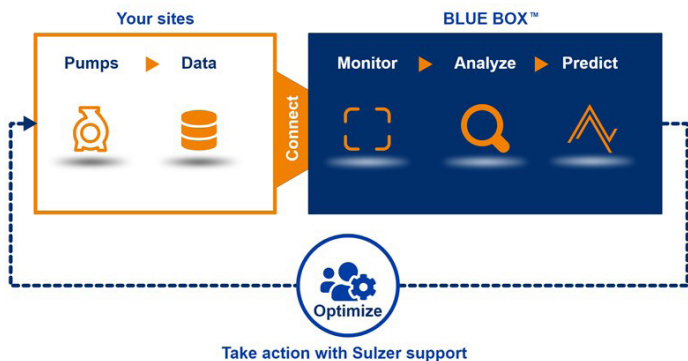 Your sites
BLUE BOX™
Pumps
Data
Connect
Monitor
Analyze
Predict
Optimize
Take action with Sulzer support